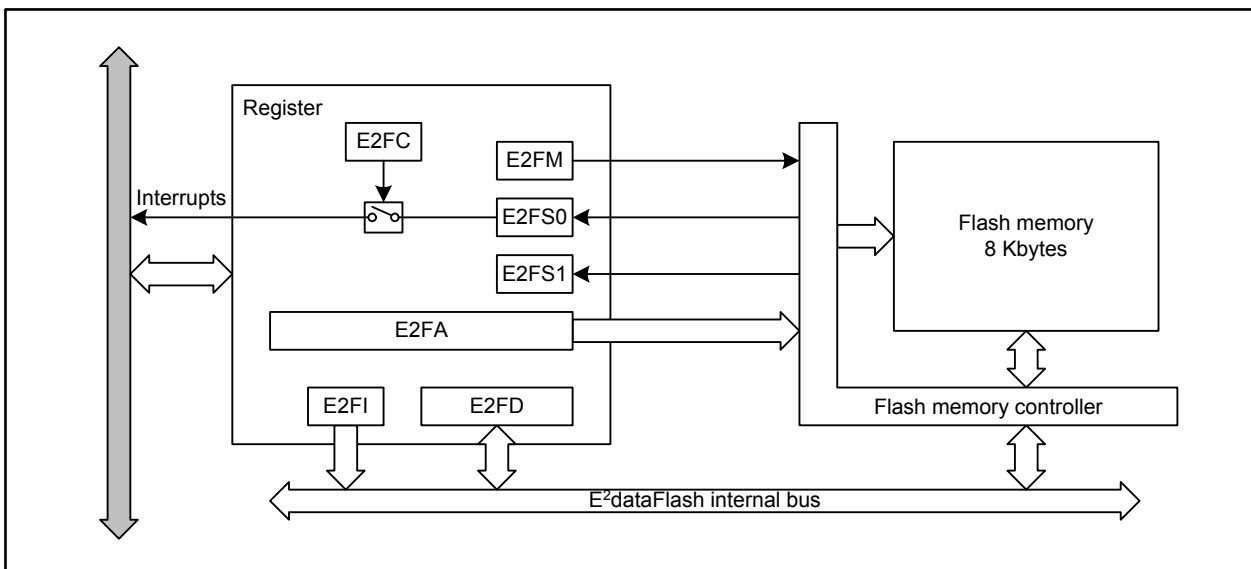 Register
E2FC
E2FM
Interrupts
E2FS0
Flash memory
8 Kbytes
E2FS1
E2FA
E2FI
E2FD
Flash memory controller
E²dataFlash internal bus